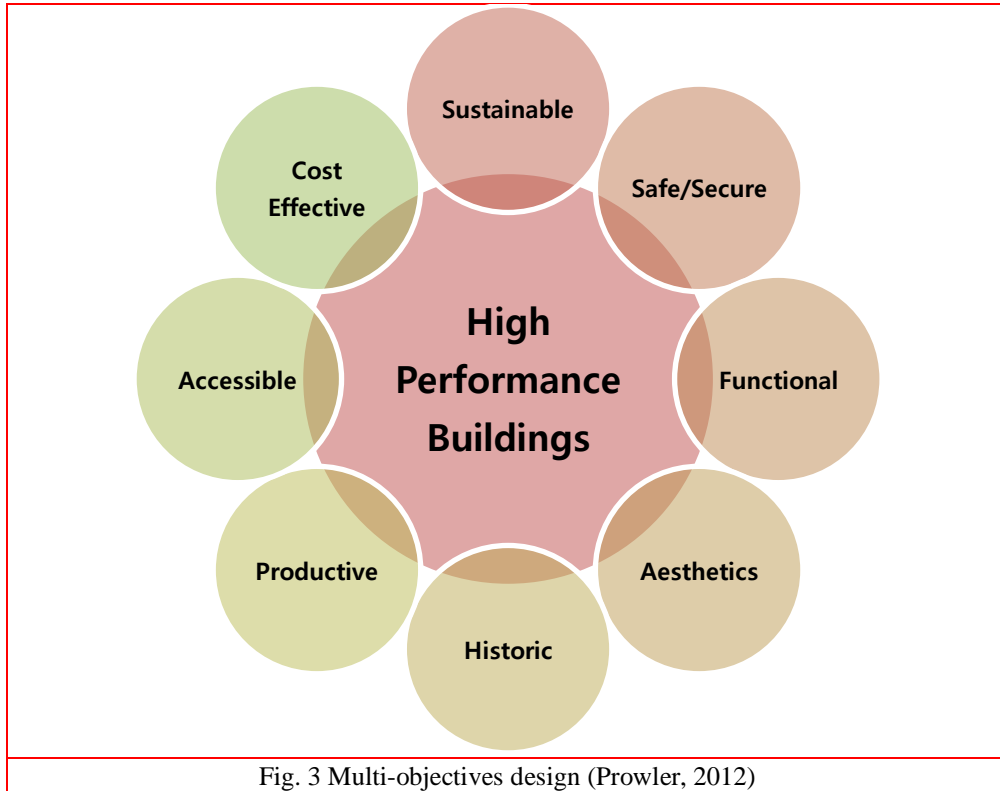 Sustainable
Safe/Secure
Functional
Aesthetics
Historic
Productive
Accessible
Cost
Effective
High
Performance
Buildings
Fig. 3 Multi-objectives design (Prowler, 2012)